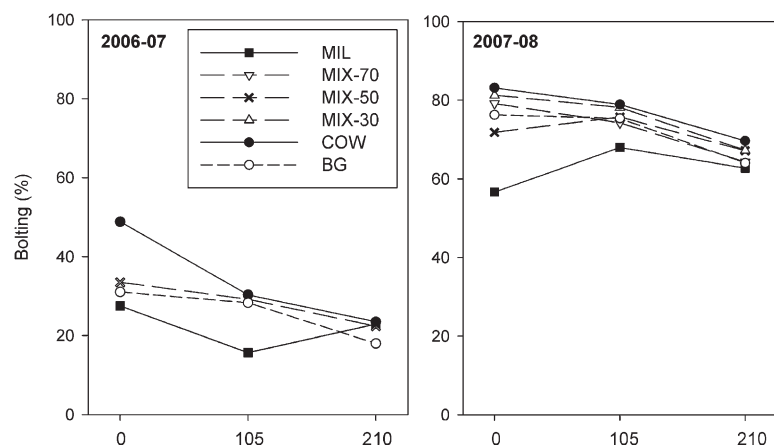 100 100
2006-07 2007-08
MIL
MIX-70
80 MIX-50 80
MIX-30
COW
BG
60 60
Bolting (%)
40 40
20 20
0 0
0 105 210 0 105 210